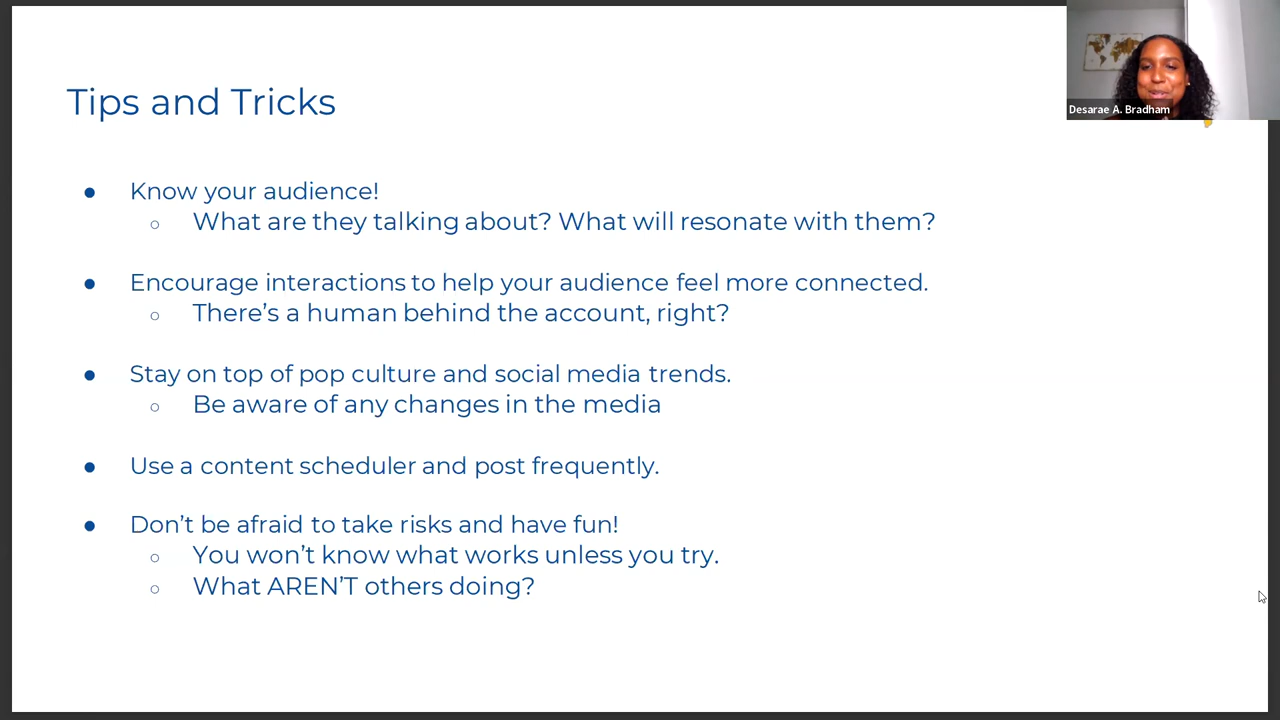 Desarae A. Bradham
Tips and Tricks
● Know your audience!
○ What are they talking about? What will resonate with them?
● Encourage interactions to help your audience feel more connected.
○ There’s a human behind the account, right?
● Stay on top of pop culture and social media trends.
○ Be aware of any changes in the media
● Use a content scheduler and post frequently.
● Don’t be afraid to take risks and have fun!
○ You won’t know what works unless you try.
○ What AREN’T others doing?